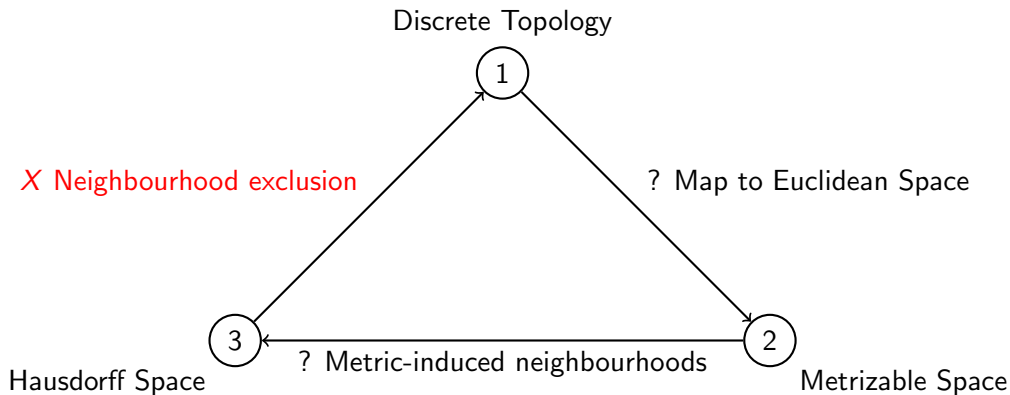 Discrete Topology
1
X Neighbourhood exclusion
? Map to Euclidean Space
3
2
? Metric-induced neighbourhoods
Hausdorff Space
Metrizable Space